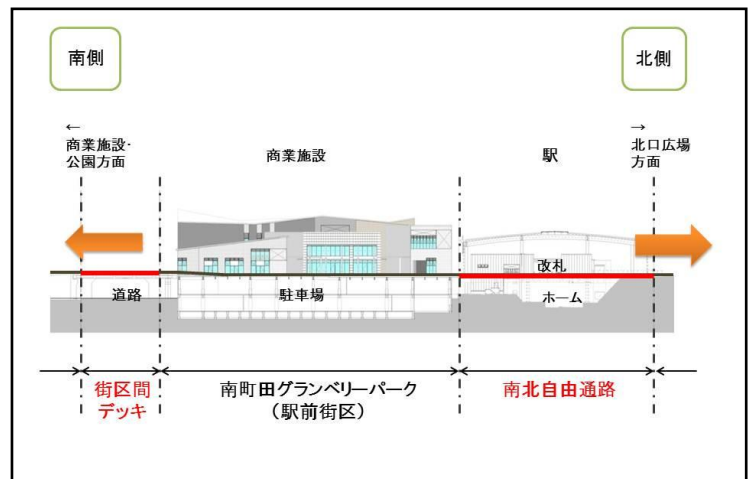 南側
北側
←
商業施設・
公園方面
商業施設
駅
→
北口広場
方面
改札
道路
駐車場
ホーム
街区間
デッキ
南町田グランベリーパーク
（駅前街区）
南北自由通路